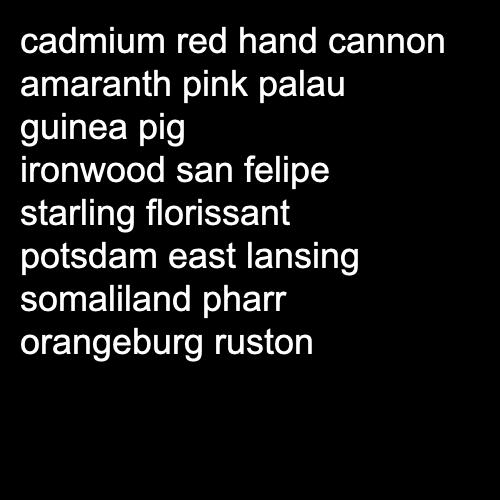 cadmium red hand cannon
amaranth pink palau
guinea pig
ironwood san felipe
starling florissant
potsdam east lansing
somaliland pharr
orangeburg ruston